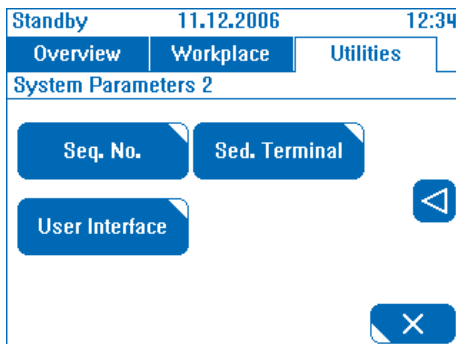 Standby 11.12.2006 12:34
Overview Workplace Utilities
System Parameters 2
Seq. No. Sed. Terminal
User Interface